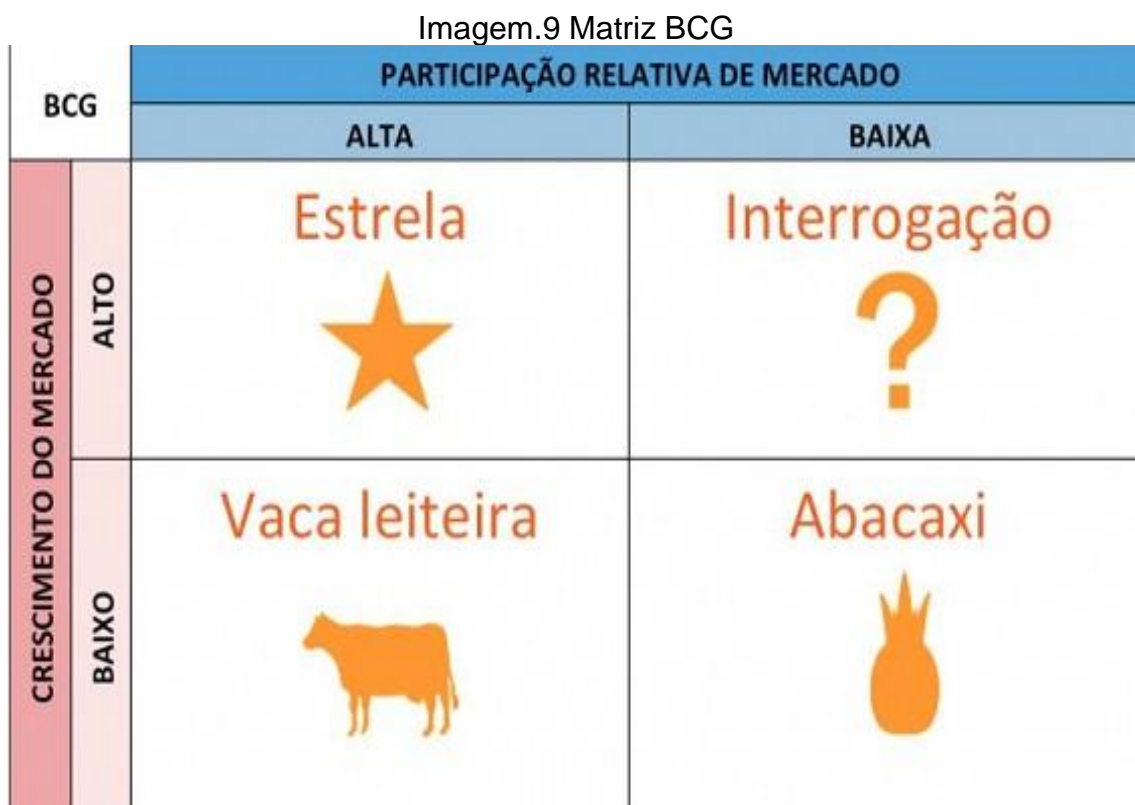 Imagem.9 Matriz BCG
BCG
PARTICIPAÇÃO RELATIVA DE MERCADO
ALTA
BAIXA
CRESCIMENTO DO MERCADO
ALTO
Estrela
Interrogação
?
BAIXO
Vaca leiteira
Abacaxi